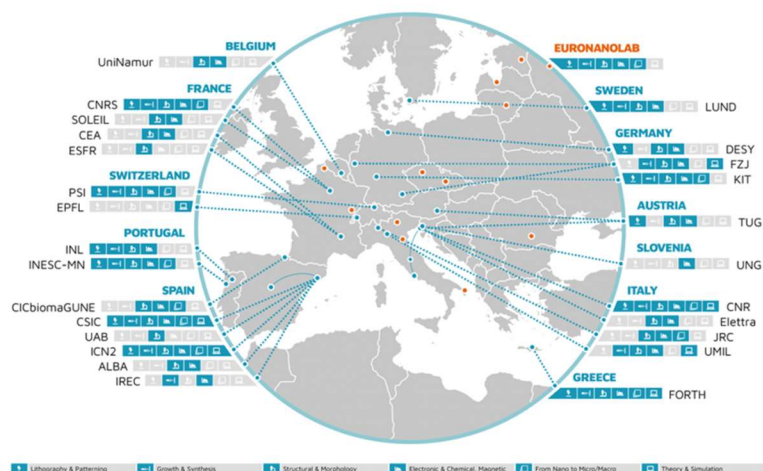 BELGIUM
UniNamur
FRANCE
CNRS
SOLEIL
CEA
ESFR
SWITZERLAND
PSI
EPFL
PORTUGAL
INL
INESC-MN
SPAIN
CICbiomaGUNE
CSIC
UAB
ICN2
ALBA
IREC
EURONANOLAB
SWEDEN
LUND
GERMANY
DESY
FZJ
KIT
AUSTRIA
TUG
SLOVENIA
UNG
ITALY
CNR
Elettra
JRC
UMIL
GREECE
FORTH
Lithography & Patterning
Growth & Synthesis
Structural & Morphology
Electronic & Chemical, Magnetic
From Nano to Micro/Macro
Theory & Simulation